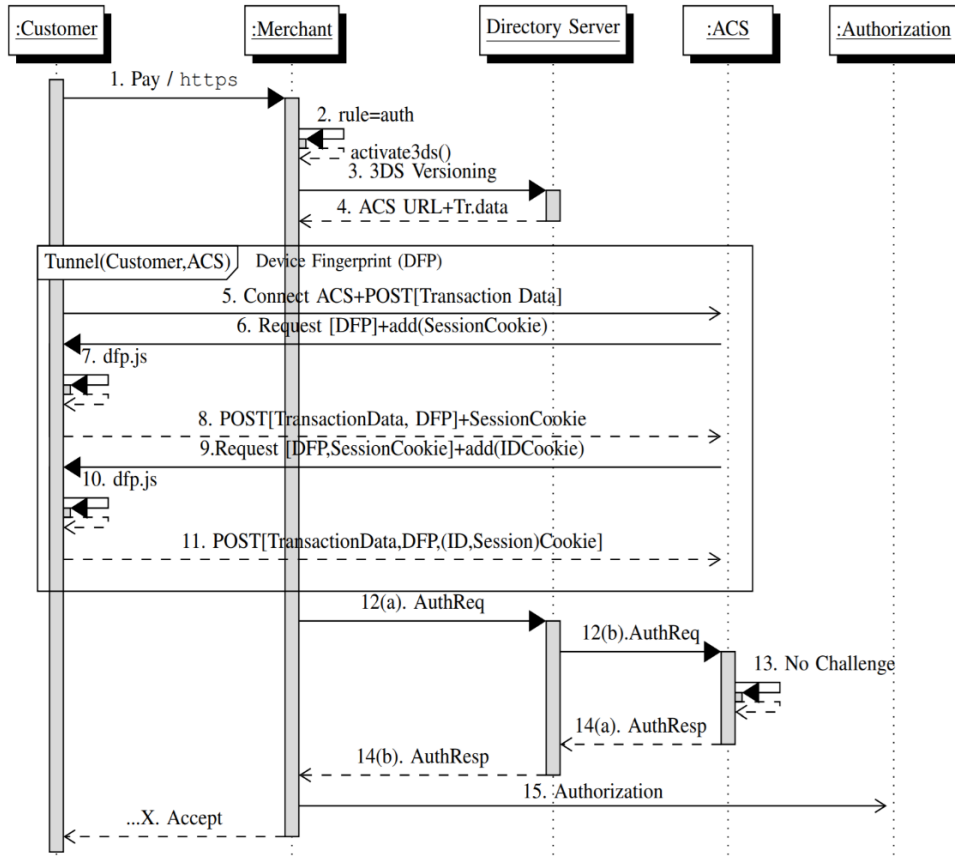 :Customer
:Merchant
Directory Server
:ACS
:Authorization
1. Pay / https
2. rule=auth
activate3ds()
3. 3DS Versioning
4. ACS URL+Tr.data
Tunnel(Customer,ACS)
Device Fingerprint (DFP)
5. Connect ACS+POST[Transaction Data]
6. Request [DFP]+add(SessionCookie)
7. dfp.js
8. POST[TransactionData, DFP]+SessionCookie
9.Request [DFP,SessionCookie]+add(IDCookie)
10. dfp.js
11. POST[TransactionData,DFP,(ID,Session)Cookie]
12(a). AuthReq
12(b).AuthReq
13. No Challenge
14(a). AuthResp
14(b). AuthResp
15. Authorization
...X. Accept